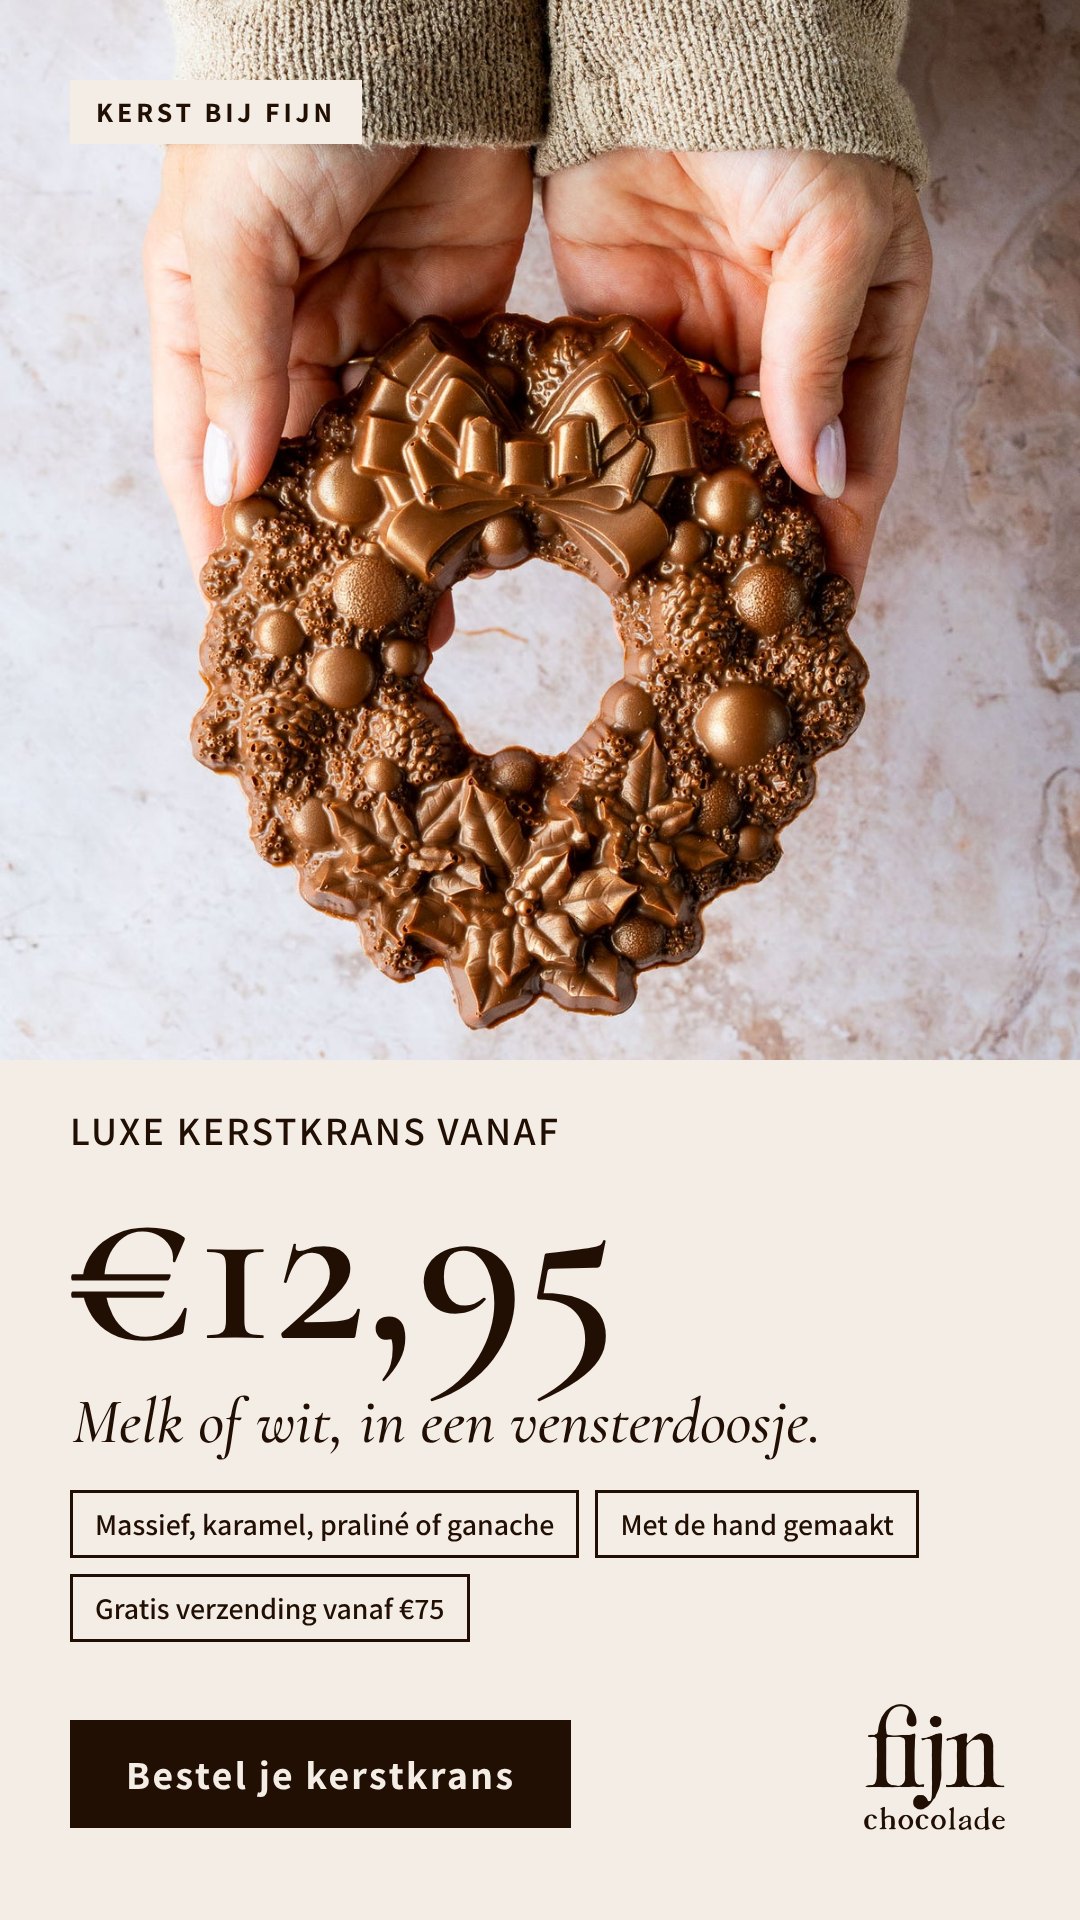 KERST BIJ FIJN
LUXE KERSTKRANS VANAF
€12,95
Melk of wit, in een vensterdoosje.
Massief, karamel, praliné of ganache
Met de hand gemaakt
Gratis verzending vanaf €75
Bestel je kerstkrans
fijn
chocolade